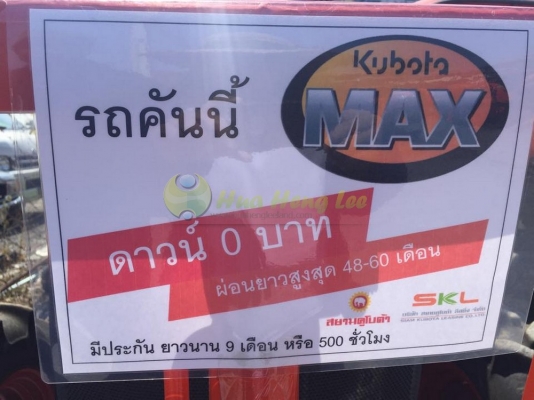 Kubota
MAX
รถคันนี้
Hua Heng Lee
ดาวน์ 0 บาท
ผ่อนยาวสูงสุด 48-60 เดือน
สยามคูโบต้า
SKL
มีประกัน ยาวนาน 9 เดือน หรือ 500 ชั่วโมง